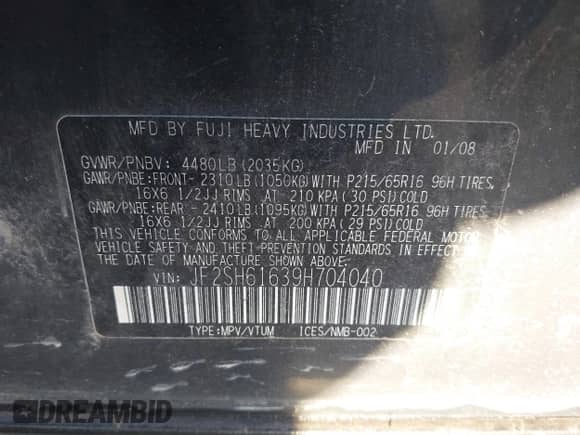 MFD BY FUJI HEAVY INDUSTRIES LTD.
MFD IN 01/08
GVWR/PNBV: 4480LB(2035KG)
GAWR/PNBE:FRONT- 2310LB(1050KG)WITH P215/65R16 96H TIRES,
16X6 1/2JJ RIMS AT- 210 KPA(30 PSI)COLD
GAWR/PNBE:REAR- 2410LB(1095KG)WITH P215/65R16 96H TIRES,
16X6 1/2JJ RIMS AT- 200 KPA(29 PSI)COLD
THIS VEHICLE CONFORMS TO ALL APPLICABLE FEDERAL MOTOR
VEHICLE SAFETY AND THEFT PREVENTION STANDARDS IN EFFECT ON
THE DATE OF MANUFACTURE SHOWN ABOVE.
VIN: JF2SH61639H704040
TYPE:MPV/VTUM ICES/NMB-002
DREAMBID